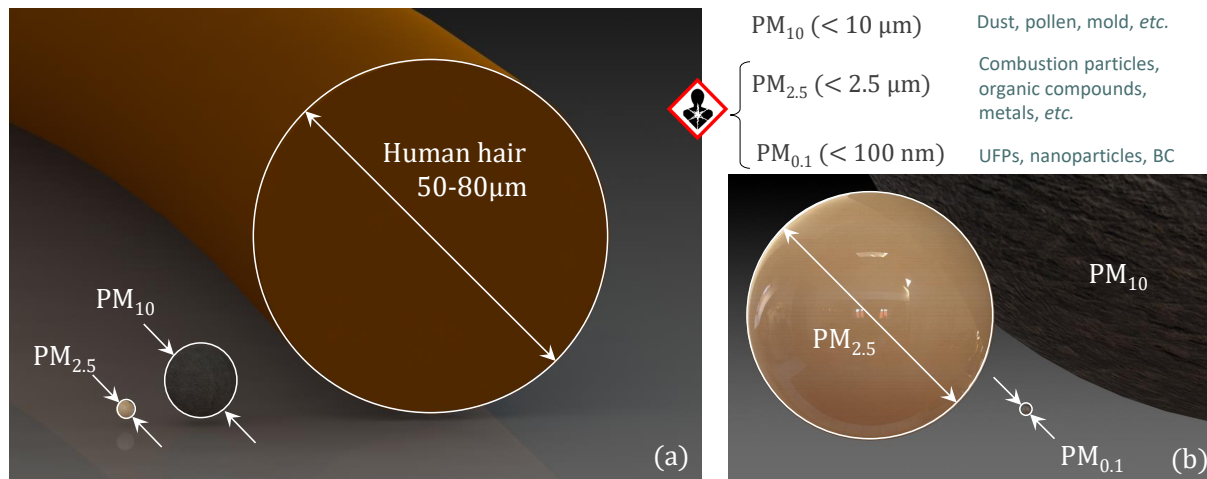 Human hair
50-80μm
PM10
PM2.5
(a)
PM10 (< 10 μm) Dust, pollen, mold, etc.
PM2.5 (< 2.5 μm) Combustion particles,
organic compounds,
metals, etc.
PM0.1 (< 100 nm) UFPs, nanoparticles, BC
PM10
PM2.5
PM0.1
(b)